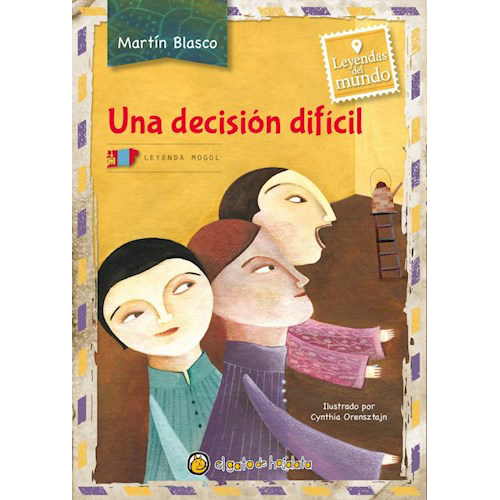 Martín Blasco
Leyendas
del
mundo
Una decisión difícil
LEYENDA MOGOL
Ilustrado por
Cynthia Orensztajn
el gato de hojalata